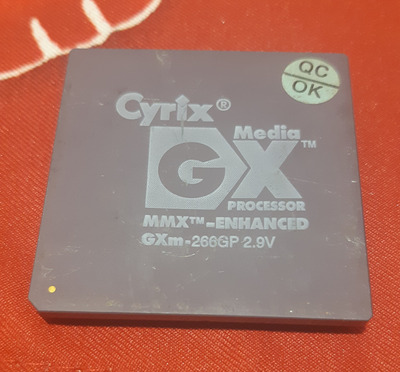 QC
OK
Cyrix®
Media
GX™
PROCESSOR
MMX™-ENHANCED
GXm-266GP 2.9V